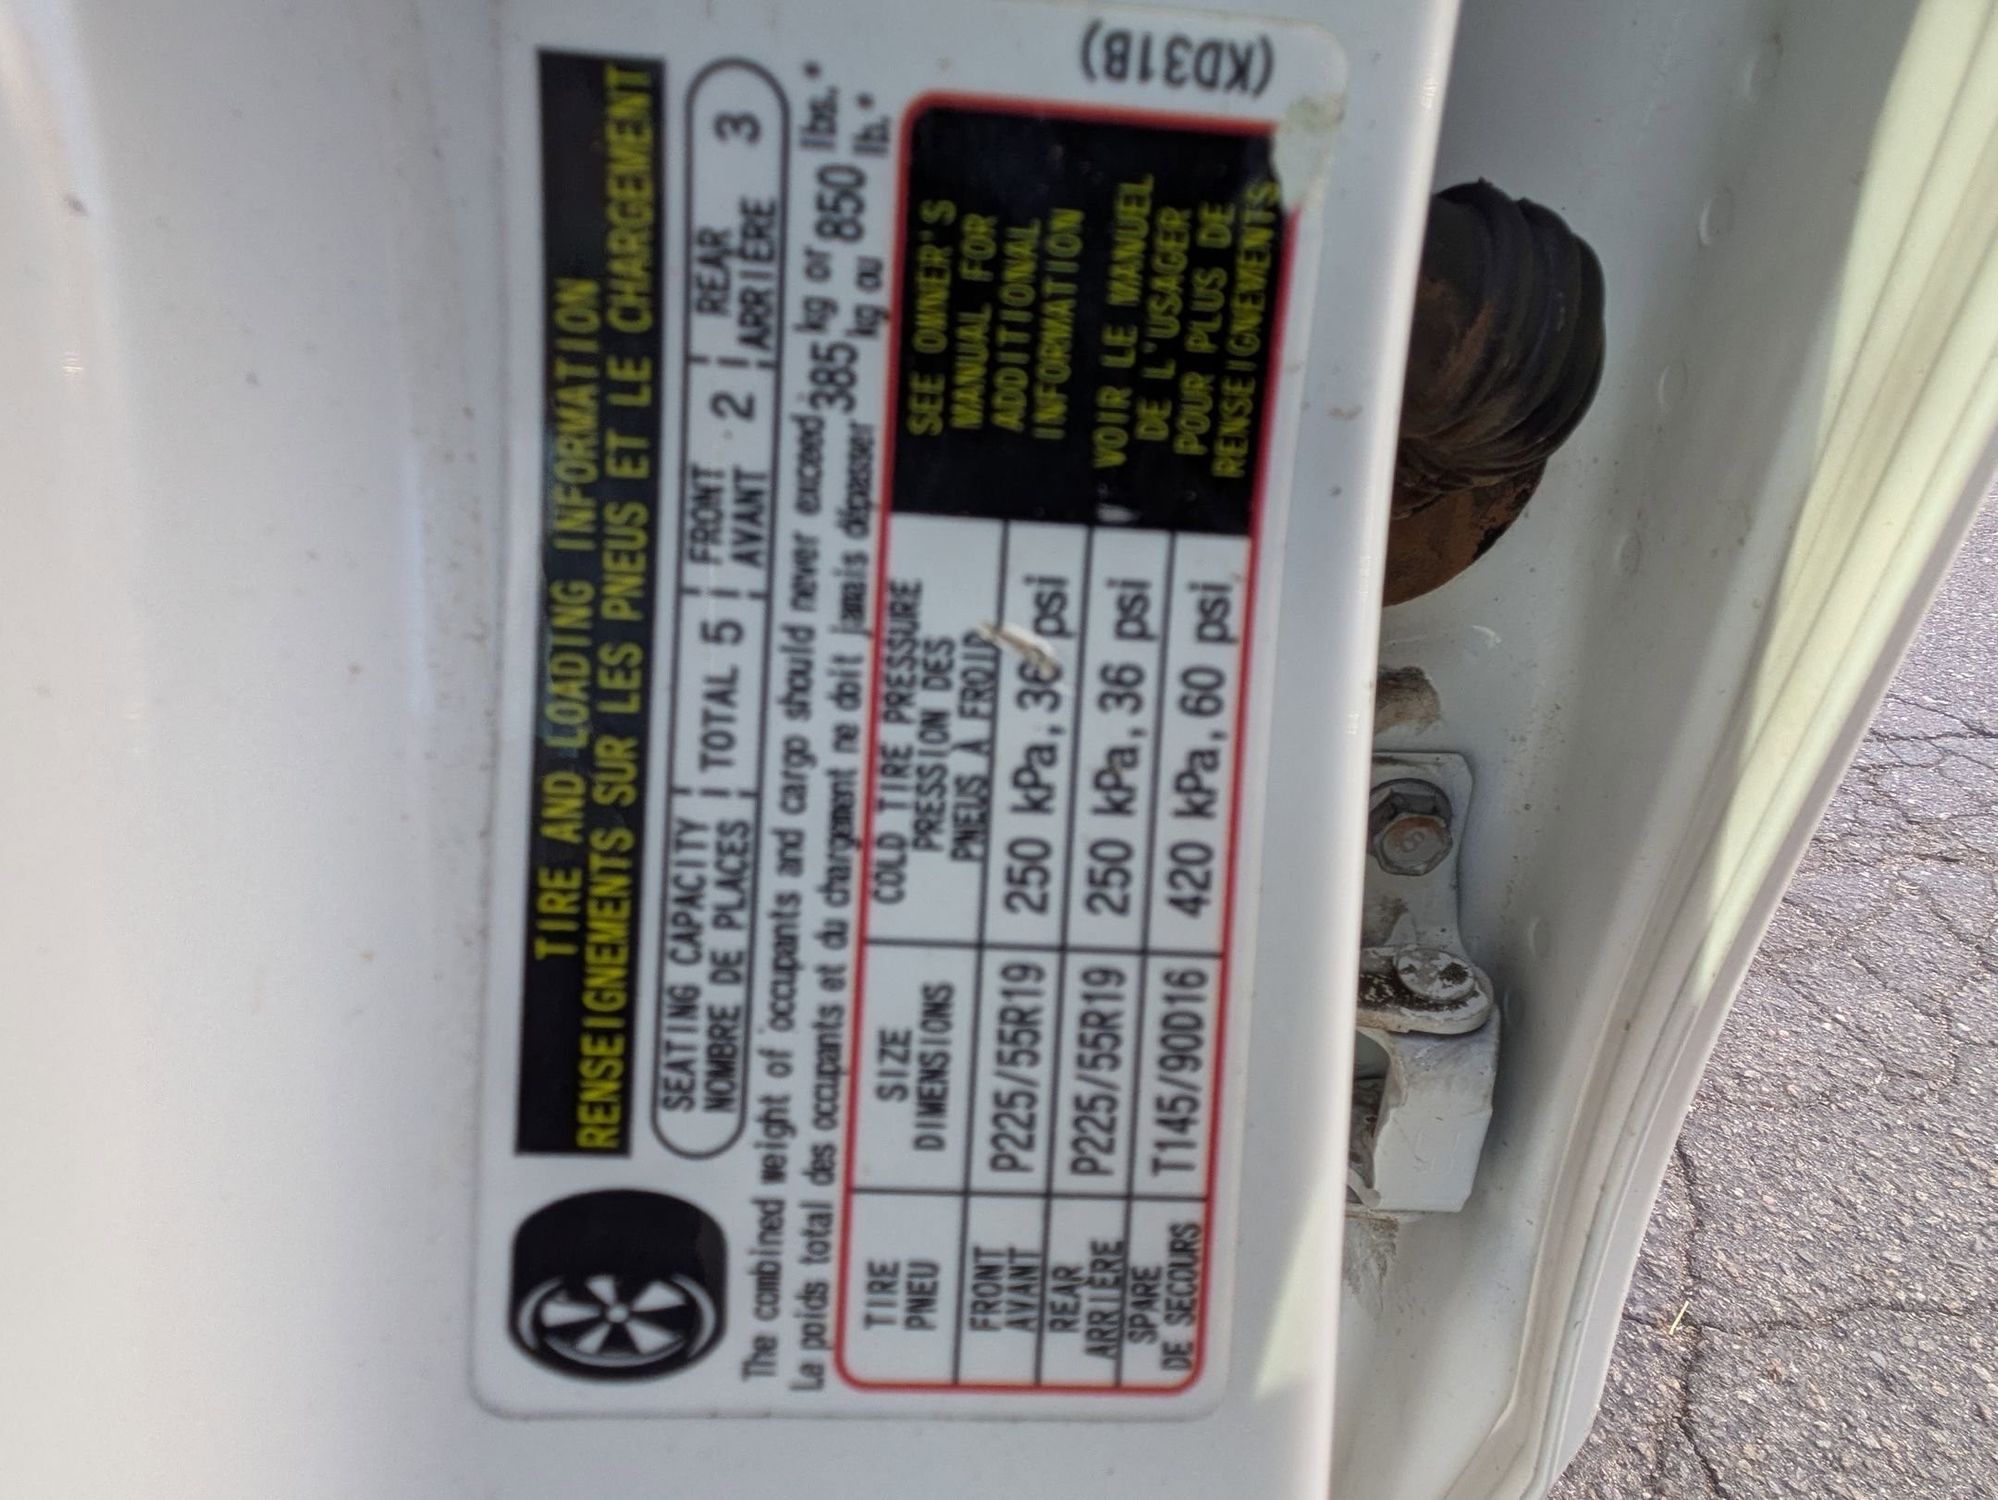 TIRE AND LOADING INFORMATION
RENSEIGNEMENTS SUR LES PNEUS ET LE CHARGEMENT
SEATING CAPACITY
NOMBRE DE PLACES
TOTAL 5
FRONT
AVANT 2
REAR
ARRIÈRE 3
The combined weight of occupants and cargo should never exceed 385 kg or 850 lbs.*
Le poids total des occupants et du chargement ne doit jamais dépasser 385 kg ou 850 lb.*
TIRE
PNEU
SIZE
DIMENSIONS
COLD TIRE PRESSURE
PRESSION DES
PNEUS À FROID
FRONT
AVANT
P225/55R19
250 kPa, 36 psi
REAR
ARRIÈRE
P225/55R19
250 kPa, 36 psi
SPARE
DE SECOURS
T145/90D16
420 kPa, 60 psi
SEE OWNER'S
MANUAL FOR
ADDITIONAL
INFORMATION
VOIR LE MANUEL
DE L'USAGER
POUR PLUS DE
RENSEIGNEMENTS
(KD31B)